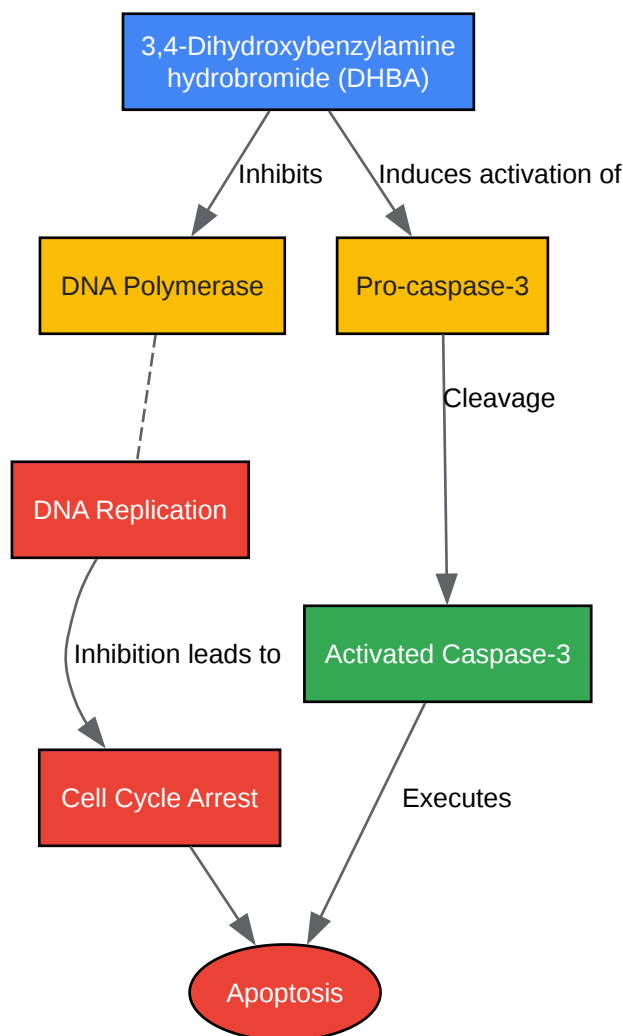 3,4-Dihydroxybenzylamine
hydrobromide (DHBA)
Inhibits
Induces activation of
DNA Polymerase
Pro-caspase-3
Cleavage
DNA Replication
Inhibition leads to
Activated Caspase-3
Cell Cycle Arrest
Executes
Apoptosis